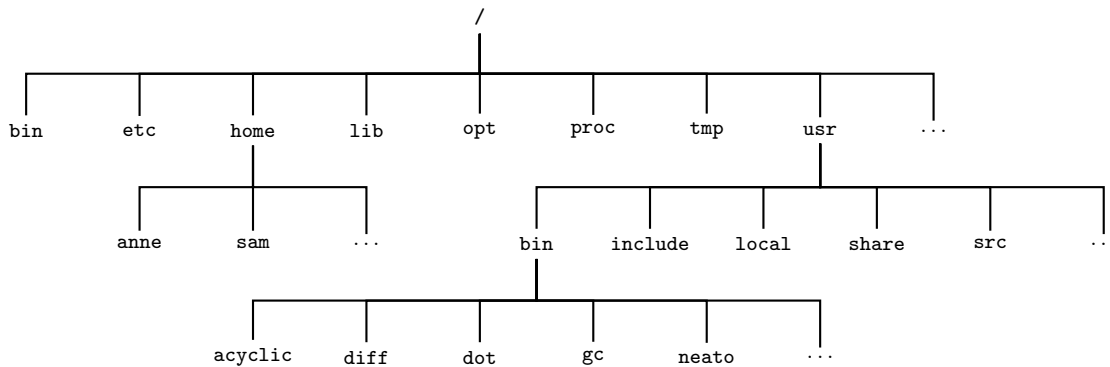 /
bin etc home lib opt proc tmp usr ...
anne sam ... bin include local share src ..
acyclic diff dot gc neato ...